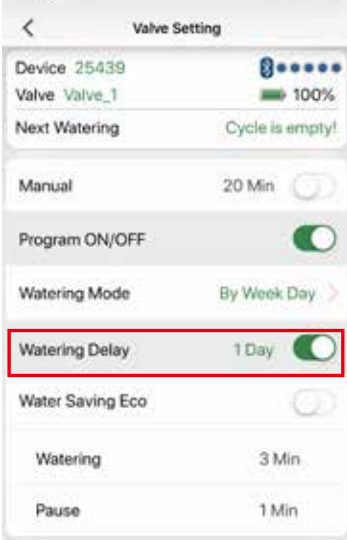 Valve Setting
Device 25439
Valve Valve_1 100%
Next Watering Cycle is empty!
Manual 20 Min
Program ON/OFF
Watering Mode By Week Day
Watering Delay 1 Day
Water Saving Eco
Watering 3 Min
Pause 1 Min